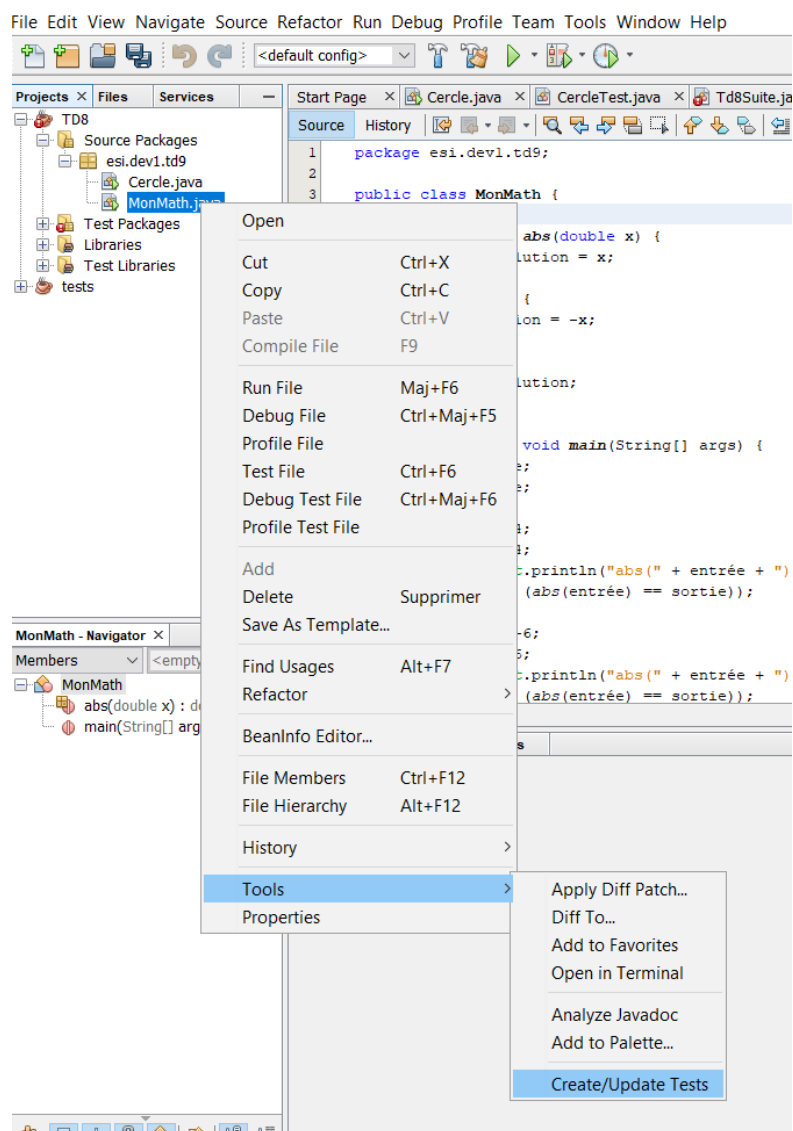 File Edit View Navigate Source Refactor Run Debug Profile Team Tools Window Help
<default config>
Projects × Files Services
Start Page × Cercle.java × CercleTest.java × Td8Suite.ja
TD8
Source History
Source Packages
esi.dev1.td9
Cercle.java
MonMath.java
Test Packages
Libraries
Test Libraries
tests
1 package esi.dev1.td9;
2
3 public class MonMath {
abs(double x) {
lution = x;
{
ion = -x;
lution;
void main(String[] args) {
e;
e;
4;
4;
t.println("abs(" + entrée + ")
(abs(entrée) == sortie));
-6;
6;
t.println("abs(" + entrée + ")
(abs(entrée) == sortie));
Open
Cut Ctrl+X
Copy Ctrl+C
Paste Ctrl+V
Compile File F9
Run File Maj+F6
Debug File Ctrl+Maj+F5
Profile File
Test File Ctrl+F6
Debug Test File Ctrl+Maj+F6
Profile Test File
Add
Delete Supprimer
Save As Template...
Find Usages Alt+F7
Refactor >
BeanInfo Editor...
File Members Ctrl+F12
File Hierarchy Alt+F12
History >
Tools >
Properties
MonMath - Navigator ×
Members <empty
MonMath
abs(double x) : d
main(String[] arg
s
Apply Diff Patch...
Diff To...
Add to Favorites
Open in Terminal
Analyze Javadoc
Add to Palette...
Create/Update Tests